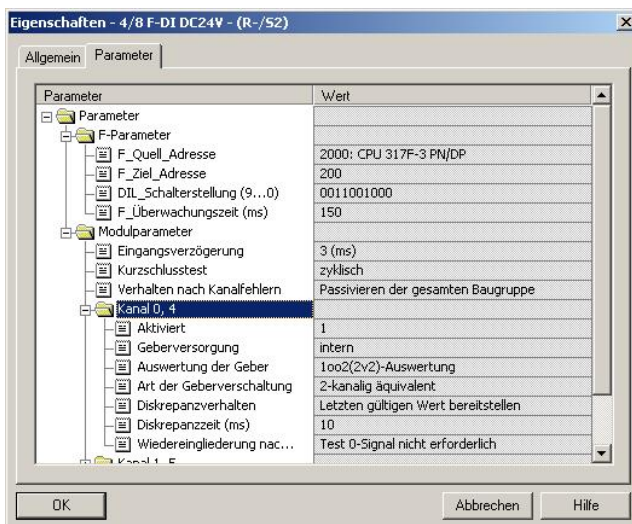 Eigenschaften - 4/8 F-DI DC24V - (R-/S2)
Allgemein Parameter
Parameter Wert
Parameter
F-Parameter
F_Quell_Adresse 2000: CPU 317F-3 PN/DP
F_Ziel_Adresse 200
DIL_Schalterstellung (9...0) 0011001000
F_Überwachungszeit (ms) 150
Modulparameter
Eingangsverzögerung 3 (ms)
Kurzschlusstest zyklisch
Verhalten nach Kanalfehlern Passivieren der gesamten Baugruppe
Kanal 0, 4
Aktiviert 1
Geberversorgung intern
Auswertung der Geber 1oo2(2v2)-Auswertung
Art der Geberverschaltung 2-kanalig äquivalent
Diskrepanzverhalten Letzten gültigen Wert bereitstellen
Diskrepanzzeit (ms) 10
Wiedereingliederung nac... Test 0-Signal nicht erforderlich
Kanal 1, 5
OK Abbrechen Hilfe